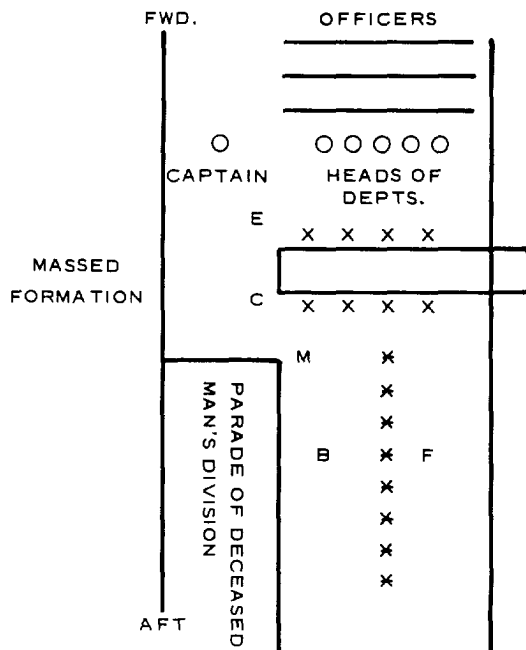 FWD.
OFFICERS
CAPTAIN
HEADS OF
DEPTS.
E
X X X X
MASSED
FORMATION
C
X X X X
M
PARADE OF DECEASED
MAN'S DIVISION
B
F
AFT